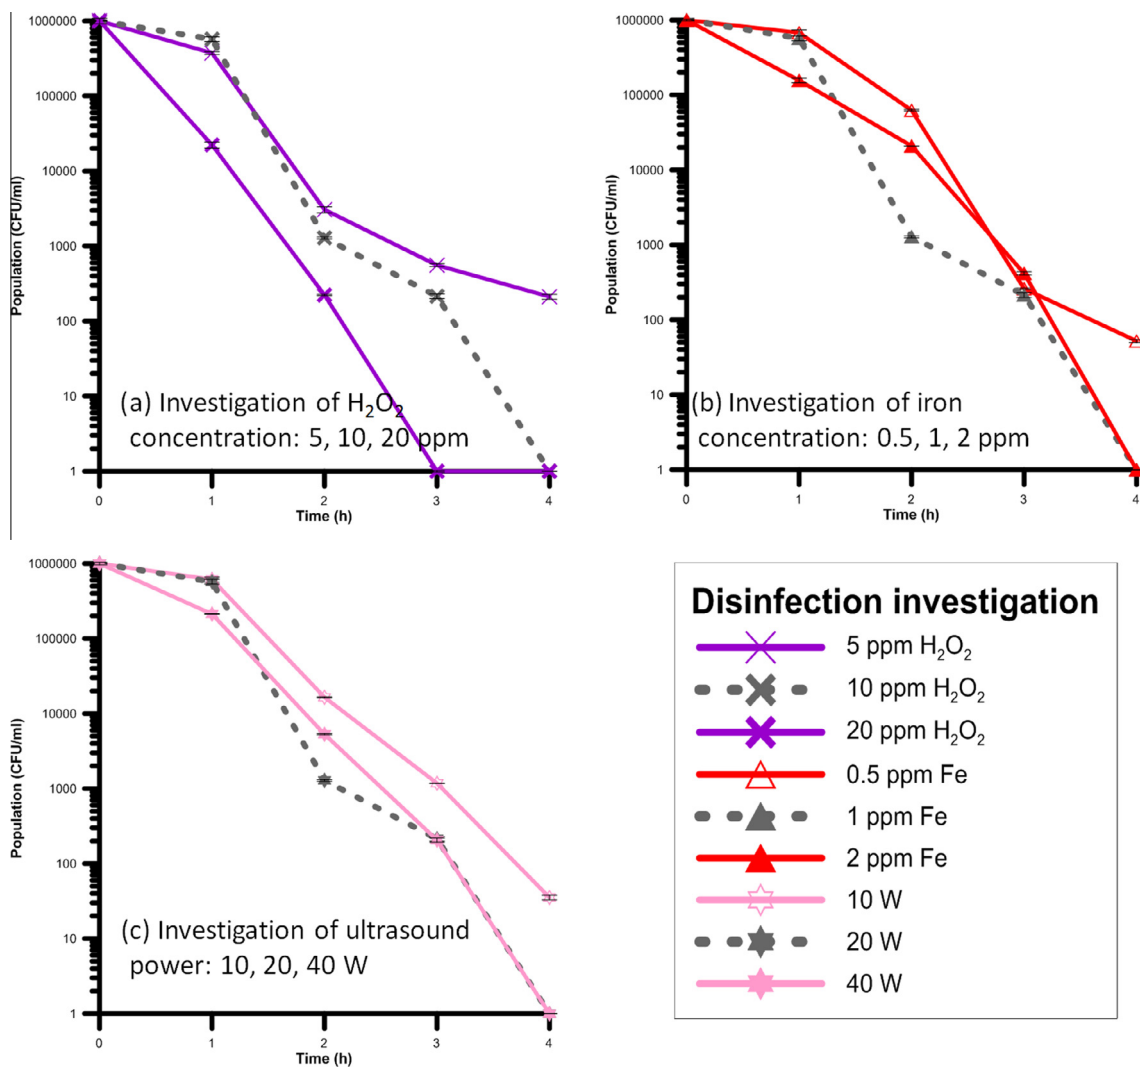 1000000
100000
10000
1000
100
10
1
Population (CFU/ml)
(a) Investigation of H₂O₂
concentration: 5, 10, 20 ppm
0 1 2 3 4
Time (h)
1000000
100000
10000
1000
100
10
1
Population (CFU/ml)
(b) Investigation of iron
concentration: 0.5, 1, 2 ppm
0 1 2 3 4
Time (h)
1000000
100000
10000
1000
100
10
1
Population (CFU/ml)
(c) Investigation of ultrasound
power: 10, 20, 40 W
0 1 2 3 4
Time (h)
Disinfection investigation
5 ppm H₂O₂
10 ppm H₂O₂
20 ppm H₂O₂
0.5 ppm Fe
1 ppm Fe
2 ppm Fe
10 W
20 W
40 W